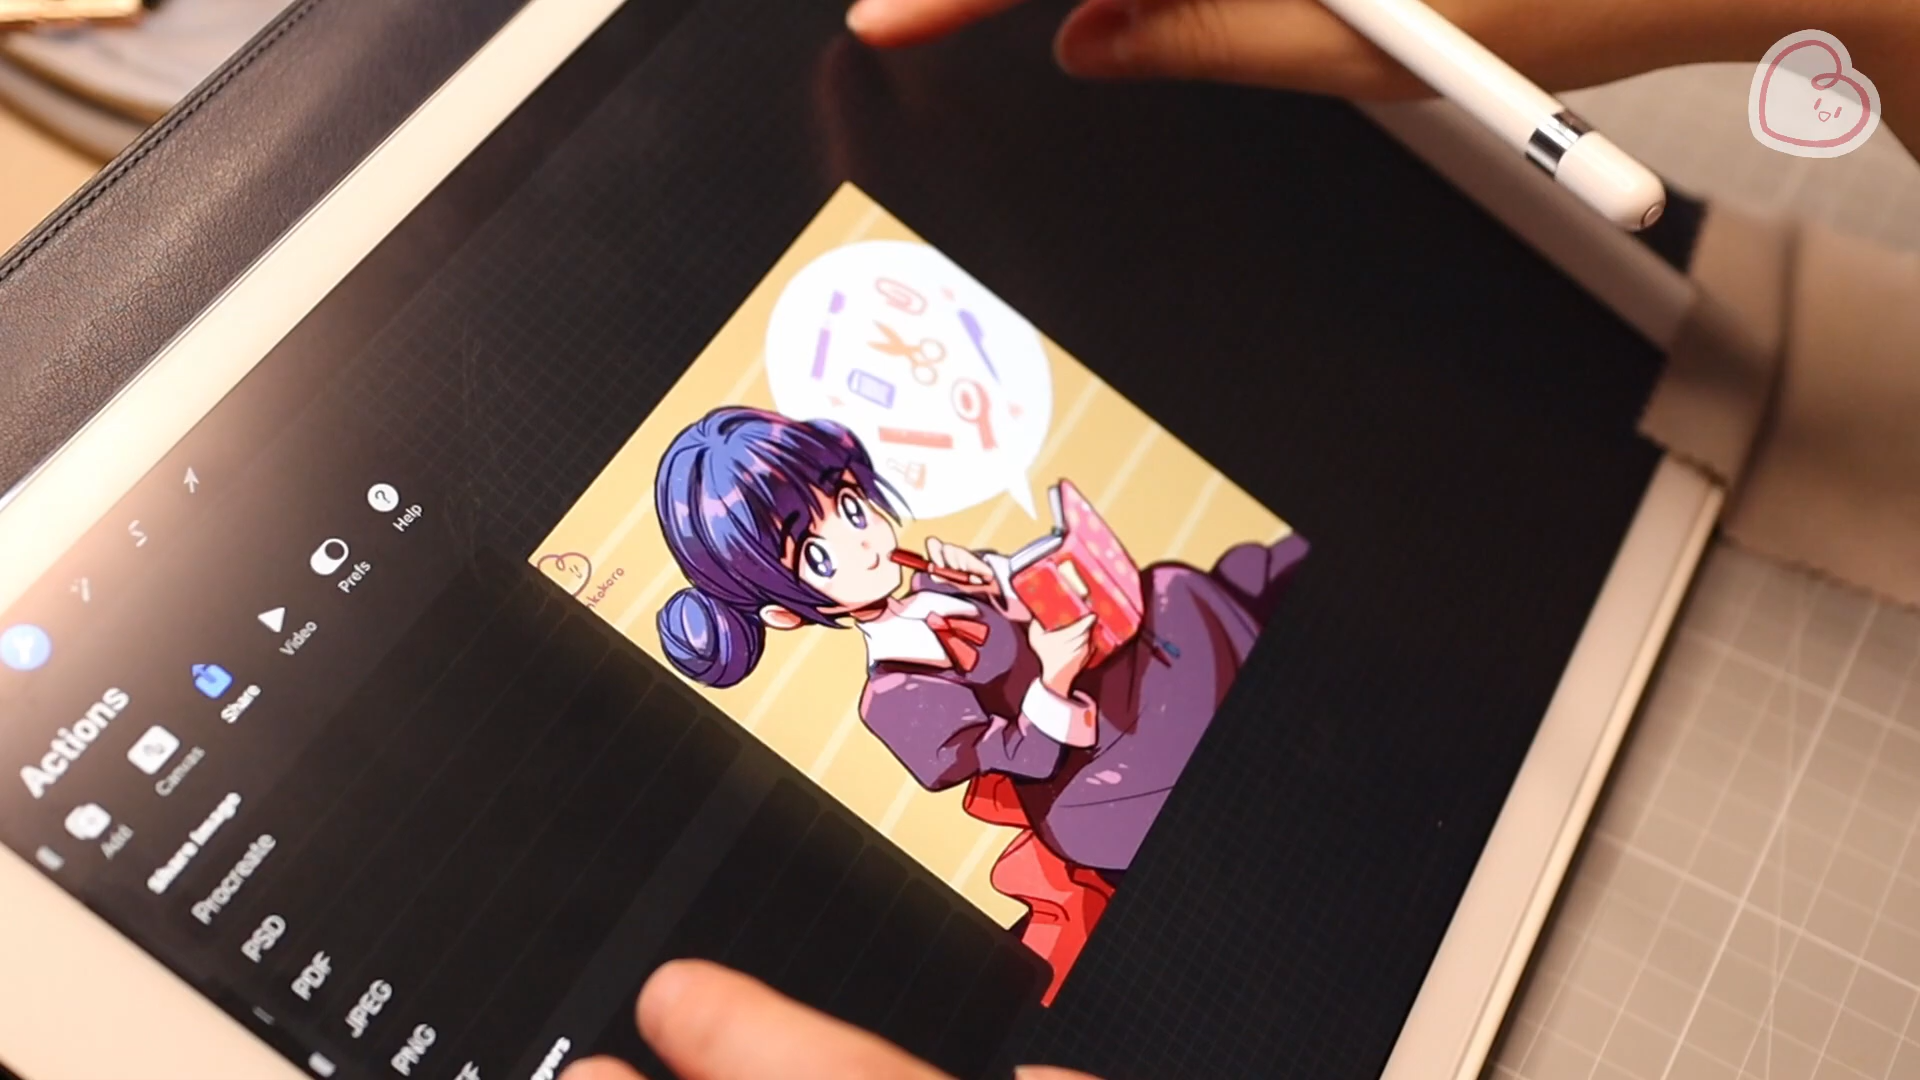 Actions
Add
Canvas
Share
Video
Prefs
Help
Share Image
Procreate
PSD
PDF
JPEG
PNG